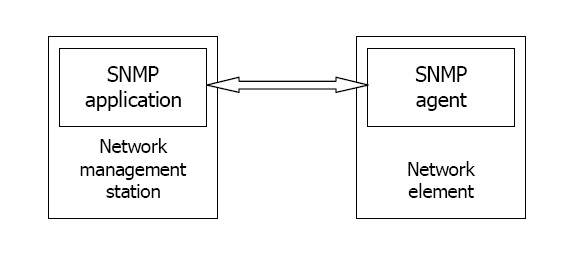 SNMP
application
Network
management
station
SNMP
agent
Network
element